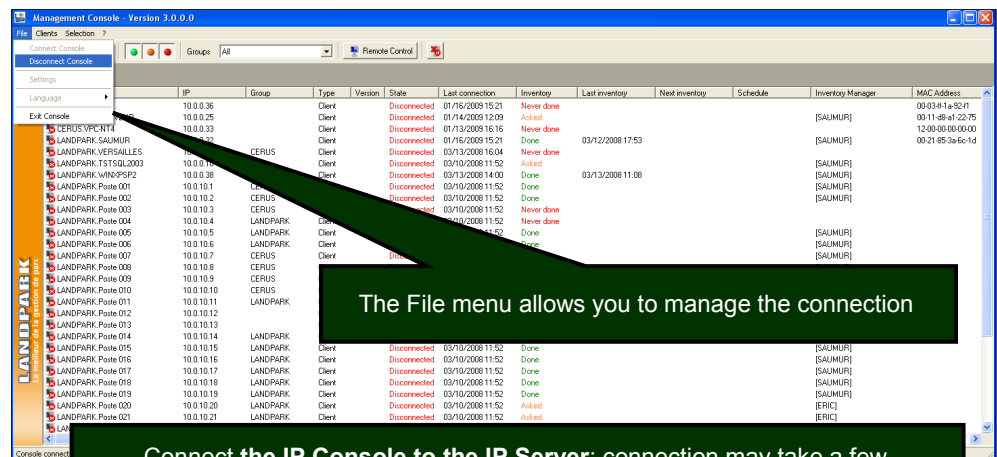 Management Console - Version 3.0.0.0
File Clients Selection ?
Connect Console
Disconnect Console
Settings
Language
Exit Console
Groups All Remote Control
IP Group Type Version State Last connection Inventory Last inventory Next inventory Schedule Inventory Manager MAC Address
10.0.0.36 Client Disconnected 01/16/2009 15:21 Never done 00-03-ff-1a-92-f1
10.0.0.25 Client Disconnected 01/14/2009 12:09 Asked [SAUMUR] 00-11-d8-a1-22-75
CERUS.VPC-NT4 10.0.0.33 Client Disconnected 01/13/2009 16:16 Never done 12-00-00-00-00-00
LANDPARK.SAUMUR Client Disconnected 01/16/2009 15:21 Done 03/12/2008 17:53 [SAUMUR] 00-21-85-3a-6c-1d
LANDPARK.VERSAILLES CERUS Client Disconnected 03/13/2008 16:04 Never done
LANDPARK.TSTSQL2003 Client Disconnected 03/10/2008 11:52 Asked [SAUMUR]
LANDPARK.WINXPSP2 10.0.0.38 Client Disconnected 03/13/2008 14:00 Done 03/13/2008 11:08 [SAUMUR]
LANDPARK.Poste 001 10.0.10.1 CERUS Client Disconnected 03/10/2008 11:52 Done [SAUMUR]
LANDPARK.Poste 002 10.0.10.2 CERUS Client Disconnected 03/10/2008 11:52 Done [SAUMUR]
LANDPARK.Poste 003 10.0.10.3 CERUS Disconnected 03/10/2008 11:52 Never done
LANDPARK.Poste 004 10.0.10.4 LANDPARK Client 03/10/2008 11:52 Never done
LANDPARK.Poste 005 10.0.10.5 LANDPARK Client 11:52 Done [SAUMUR]
LANDPARK.Poste 006 10.0.10.6 LANDPARK Client Done [SAUMUR]
LANDPARK.Poste 007 10.0.10.7 CERUS Client [SAUMUR]
LANDPARK.Poste 008 10.0.10.8 CERUS
LANDPARK.Poste 009 10.0.10.9 CERUS
LANDPARK.Poste 010 10.0.10.10 CERUS
LANDPARK.Poste 011 10.0.10.11 LANDPARK
LANDPARK.Poste 012 10.0.10.12
LANDPARK.Poste 013 10.0.10.13
LANDPARK.Poste 014 10.0.10.14 LANDPARK
LANDPARK.Poste 015 10.0.10.15 LANDPARK Client Disconnected 03/10/2008 11:52 Done [SAUMUR]
LANDPARK.Poste 016 10.0.10.16 LANDPARK Client Disconnected 03/10/2008 11:52 Done [SAUMUR]
LANDPARK.Poste 017 10.0.10.17 LANDPARK Client Disconnected 03/10/2008 11:52 Done [SAUMUR]
LANDPARK.Poste 018 10.0.10.18 LANDPARK Client Disconnected 03/10/2008 11:52 Done [SAUMUR]
LANDPARK.Poste 019 10.0.10.19 LANDPARK Client Disconnected 03/10/2008 11:52 Done [SAUMUR]
LANDPARK.Poste 020 10.0.10.20 LANDPARK Client Disconnected 03/10/2008 11:52 Asked [ERIC]
LANDPARK.Poste 021 10.0.10.21 LANDPARK Client Disconnected 03/10/2008 11:52 Asked [ERIC]
LANDPARK
Le meilleur de la gestion de parc
The File menu allows you to manage the connection
Connect the IP Console to the IP Server: connection may take a few
Console